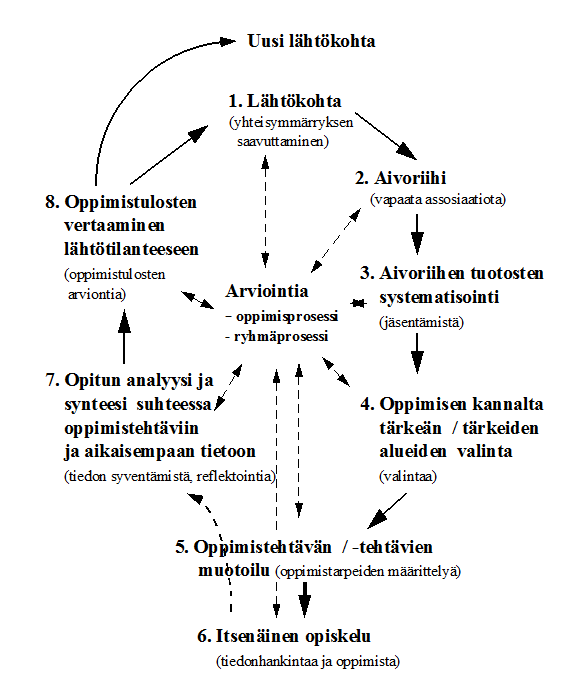 Uusi lähtökohta
1. Lähtökohta
(yhteisymmärryksen
saavuttaminen)
2. Aivoriihi
(vapaata assosiaatiota)
3. Aivoriihen tuotosten
systematisointi
(jäsentämistä)
4. Oppimisen kannalta
tärkeän / tärkeiden
alueiden valinta
(valintaa)
5. Oppimistehtävän / -tehtävien
muotoilu (oppimistarpeiden määrittelyä)
6. Itsenäinen opiskelu
(tiedonhankintaa ja oppimista)
7. Opitun analyysi ja
synteesi suhteessa
oppimistehtäviin
ja aikaisempaan tietoon
(tiedon syventämistä, reflektointia)
8. Oppimistulosten
vertaaminen
lähtötilanteeseen
(oppimistulosten
arviontia)
Arviointia
- oppimisprosessi
- ryhmäprosessi